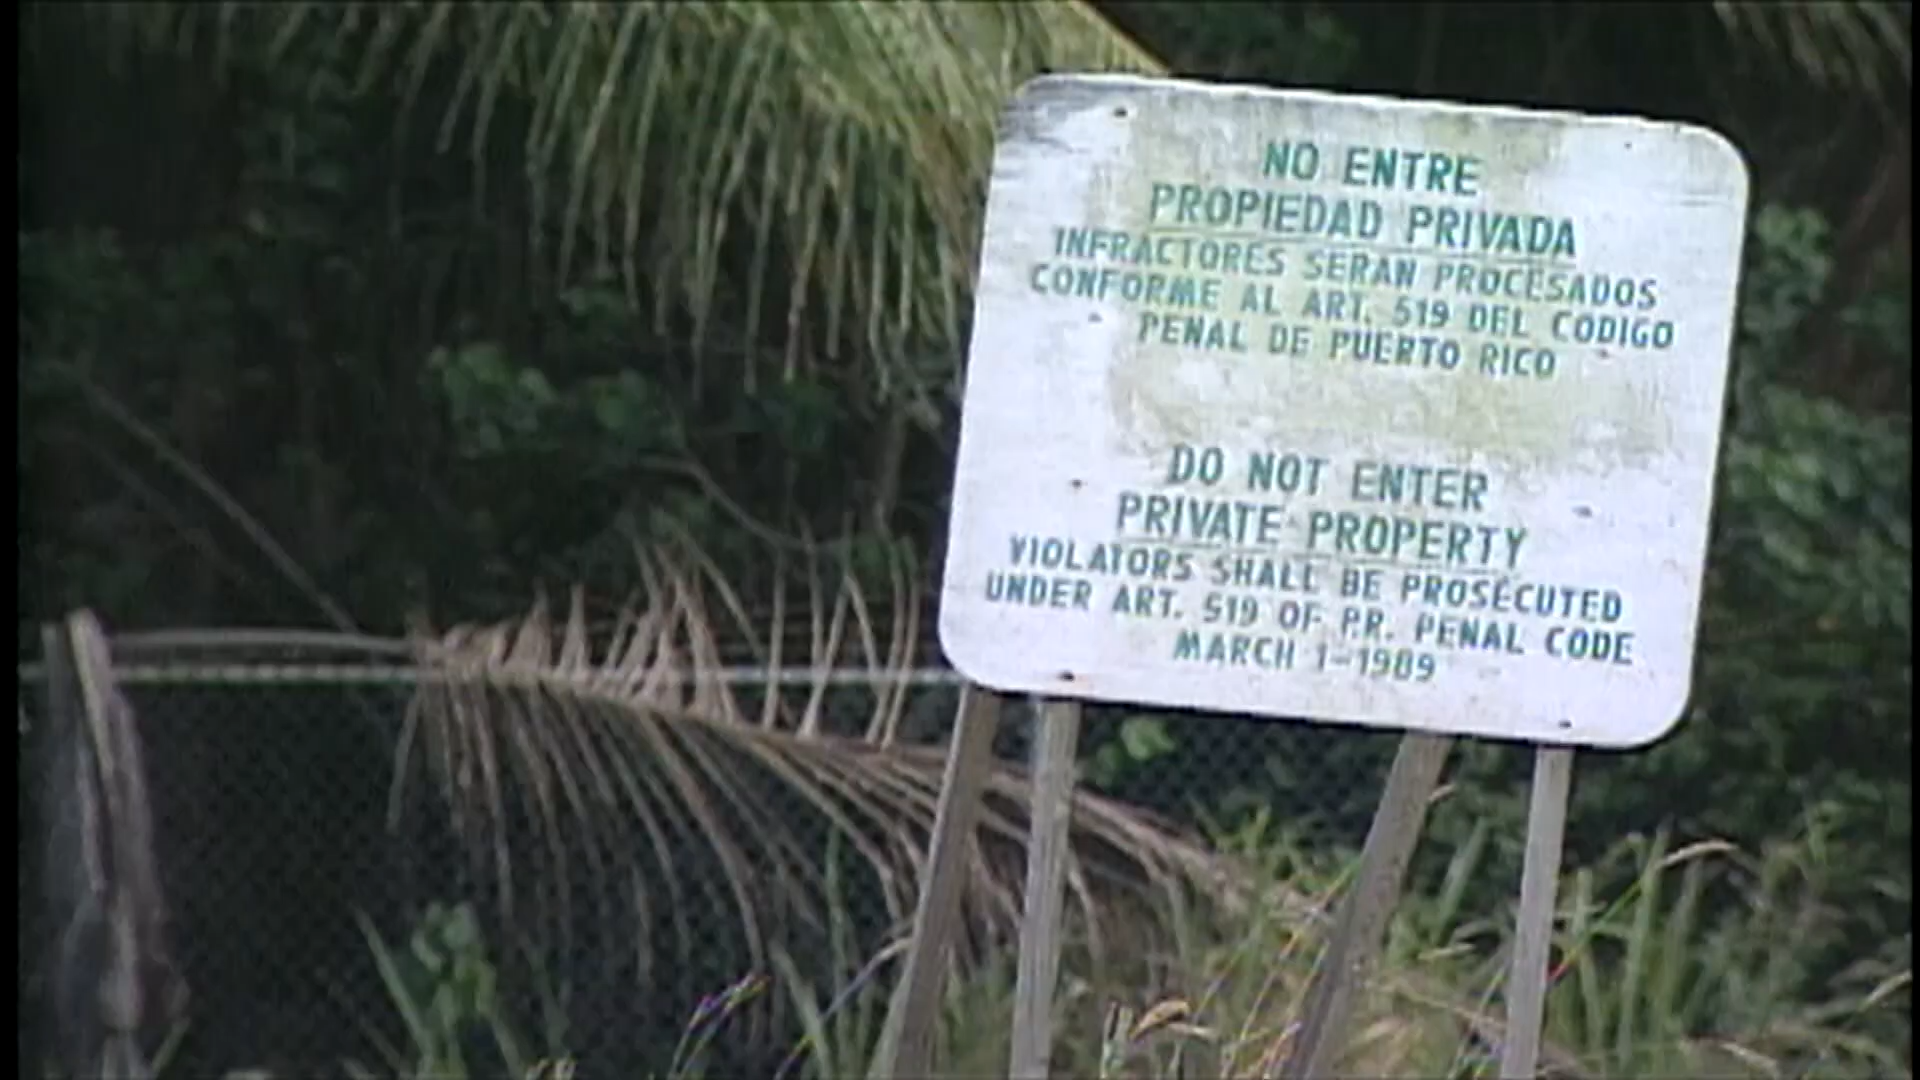 NO ENTRE
PROPIEDAD PRIVADA
INFRACTORES SERAN PROCESADOS
CONFORME AL ART. 519 DEL CODIGO
PENAL DE PUERTO RICO
DO NOT ENTER
PRIVATE PROPERTY
VIOLATORS SHALL BE PROSECUTED
UNDER ART. 519 OF P.R. PENAL CODE
MARCH 1-1989